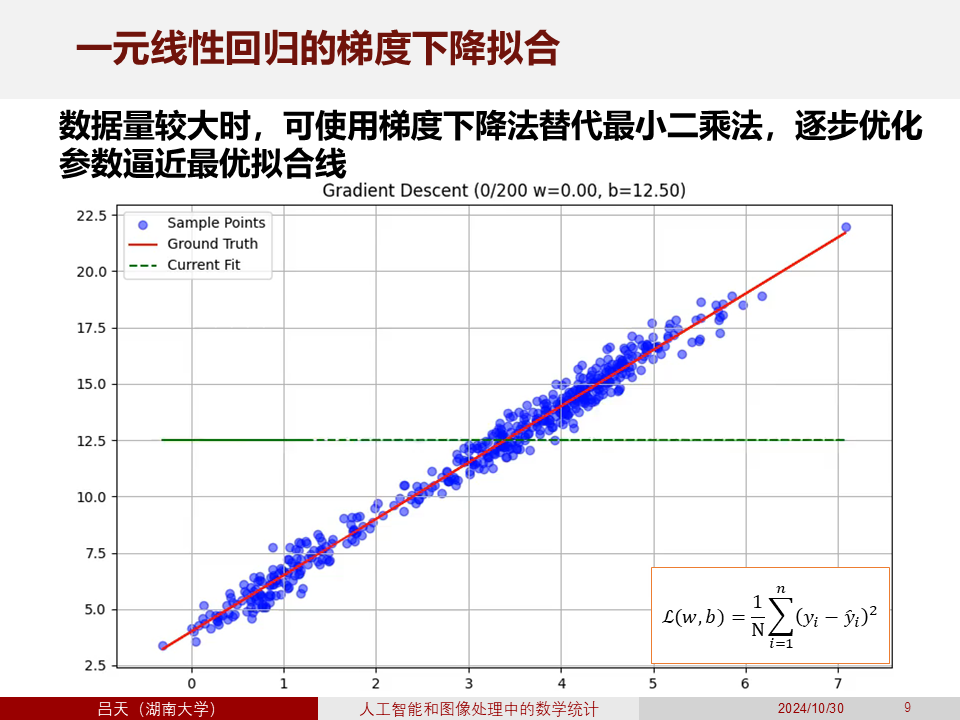 一元线性回归的梯度下降拟合
数据量较大时，可使用梯度下降法替代最小二乘法，逐步优化
参数逼近最优拟合线
Gradient Descent (0/200 w=0.00, b=12.50)
Sample Points
Ground Truth
Current Fit
22.5
20.0
17.5
15.0
12.5
10.0
7.5
5.0
2.5
0 1 2 3 4 5 6 7
ℒ(w, b) = 1/N ∑_{i=1}^{n} (y_i − ŷ_i)²
吕天（湖南大学） 人工智能和图像处理中的数学统计 2024/10/30 9